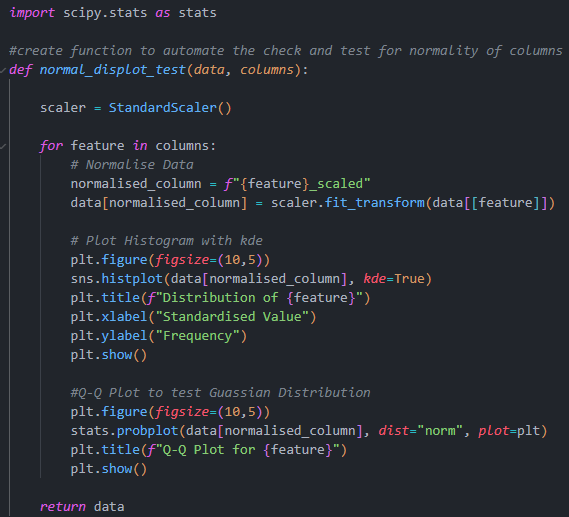 import scipy.stats as stats
#create function to automate the check and test for normality of columns
def normal_displot_test(data, columns):
scaler = StandardScaler()
for feature in columns:
# Normalise Data
normalised_column = f"{feature}_scaled"
data[normalised_column] = scaler.fit_transform(data[[feature]])
# Plot Histogram with kde
plt.figure(figsize=(10,5))
sns.histplot(data[normalised_column], kde=True)
plt.title(f"Distribution of {feature}")
plt.xlabel("Standardised Value")
plt.ylabel("Frequency")
plt.show()
#Q-Q Plot to test Guassian Distribution
plt.figure(figsize=(10,5))
stats.probplot(data[normalised_column], dist="norm", plot=plt)
plt.title(f"Q-Q Plot for {feature}")
plt.show()
return data